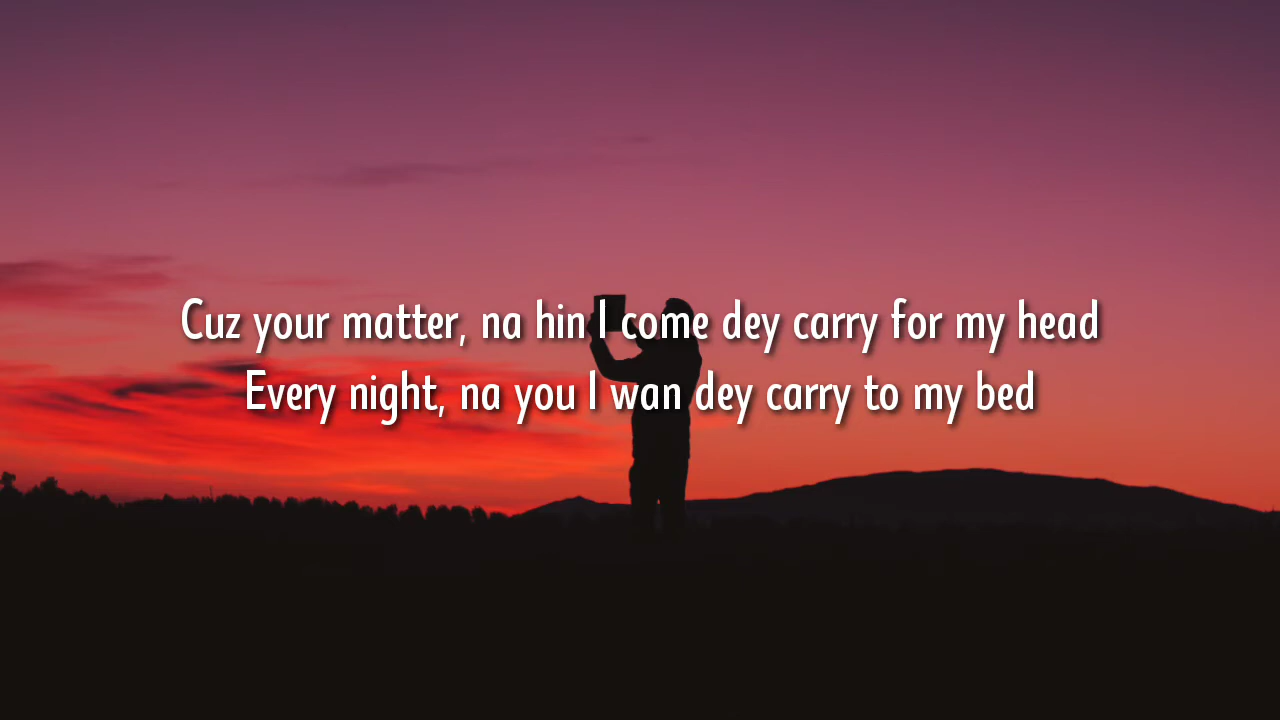 Cuz your matter, na hin I come dey carry for my head
Every night, na you I wan dey carry to my bed